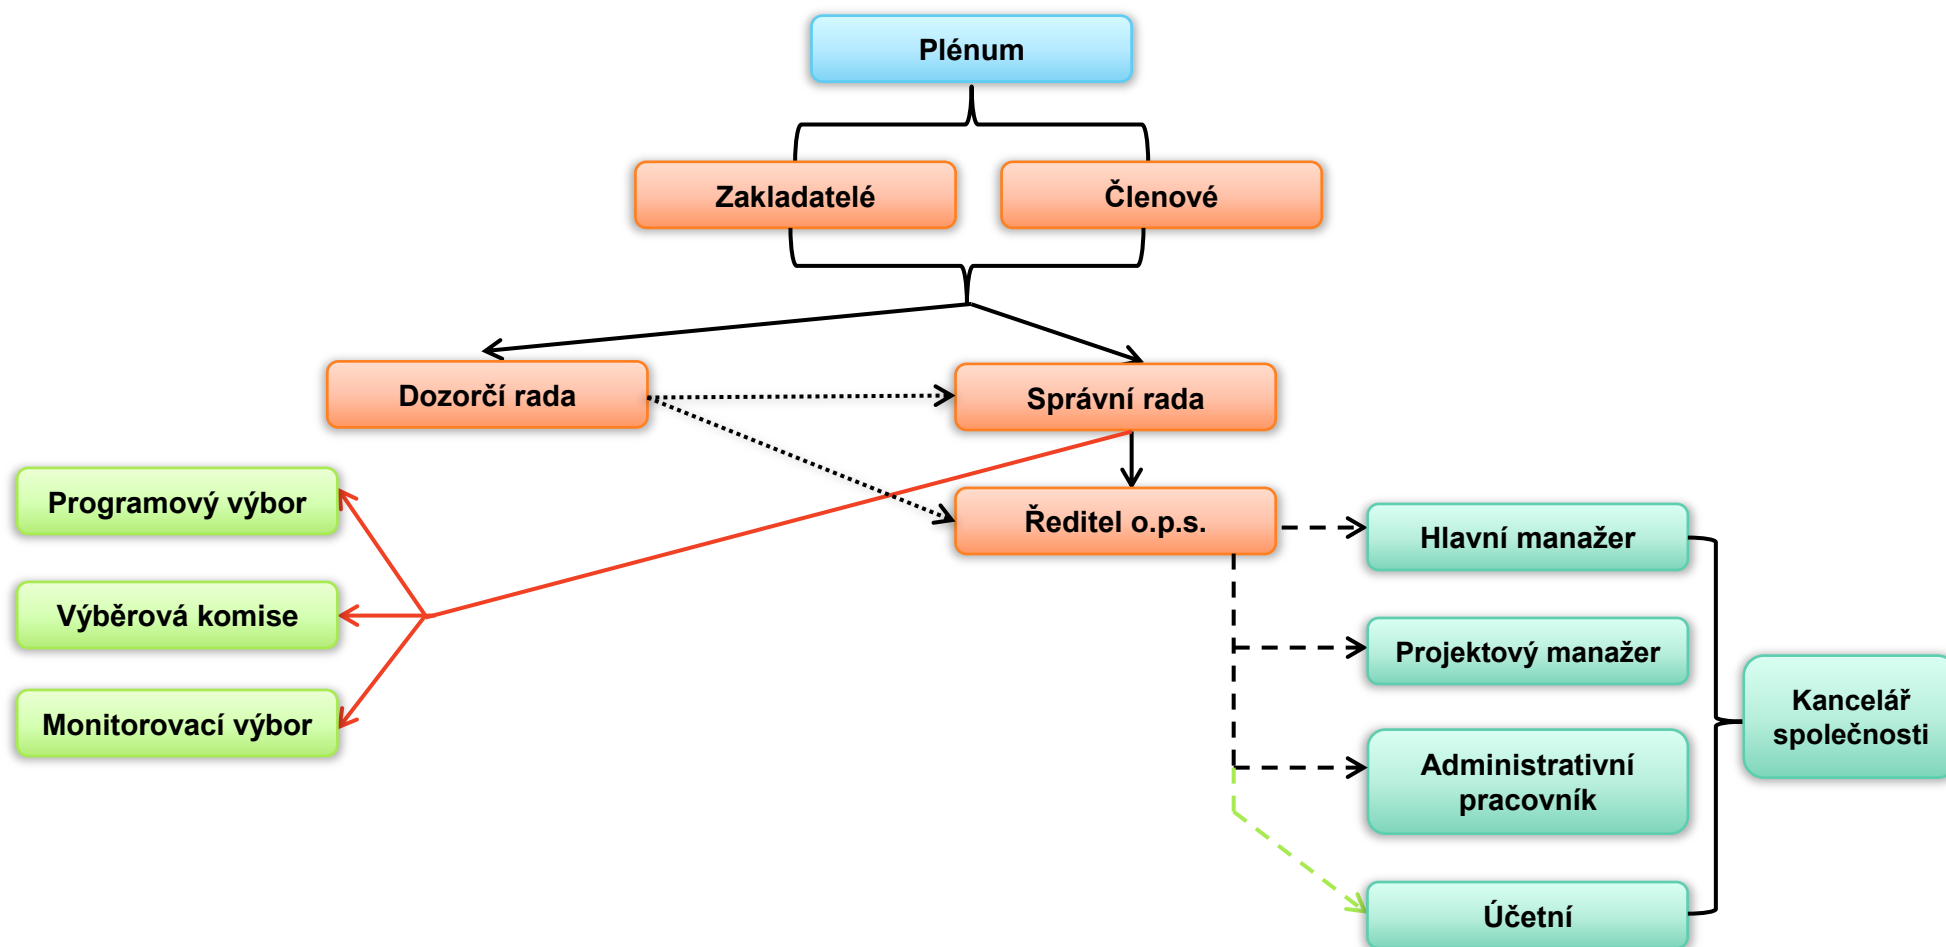 Plénum
Zakladatelé
Členové
Dozorčí rada
Správní rada
Programový výbor
Ředitel o.p.s.
Hlavní manažer
Výběrová komise
Projektový manažer
Monitorovací výbor
Kancelář
společnosti
Administrativní
pracovník
Účetní